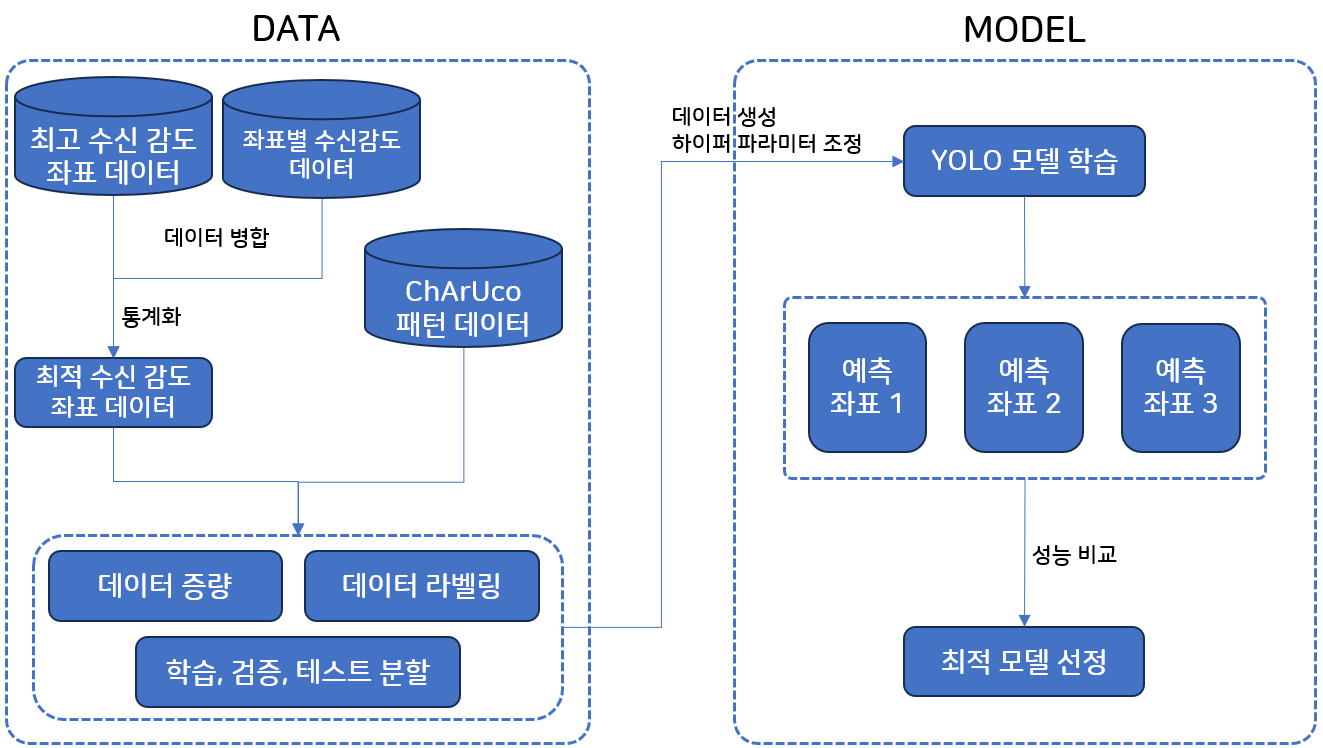 DATA
최고 수신 감도
좌표 데이터
좌표별 수신감도
데이터
데이터 병합
ChArUco
패턴 데이터
통계화
최적 수신 감도
좌표 데이터
데이터 증량
데이터 라벨링
학습, 검증, 테스트 분할
데이터 생성
하이퍼 파라미터 조정
MODEL
YOLO 모델 학습
예측
좌표 1
예측
좌표 2
예측
좌표 3
성능 비교
최적 모델 선정